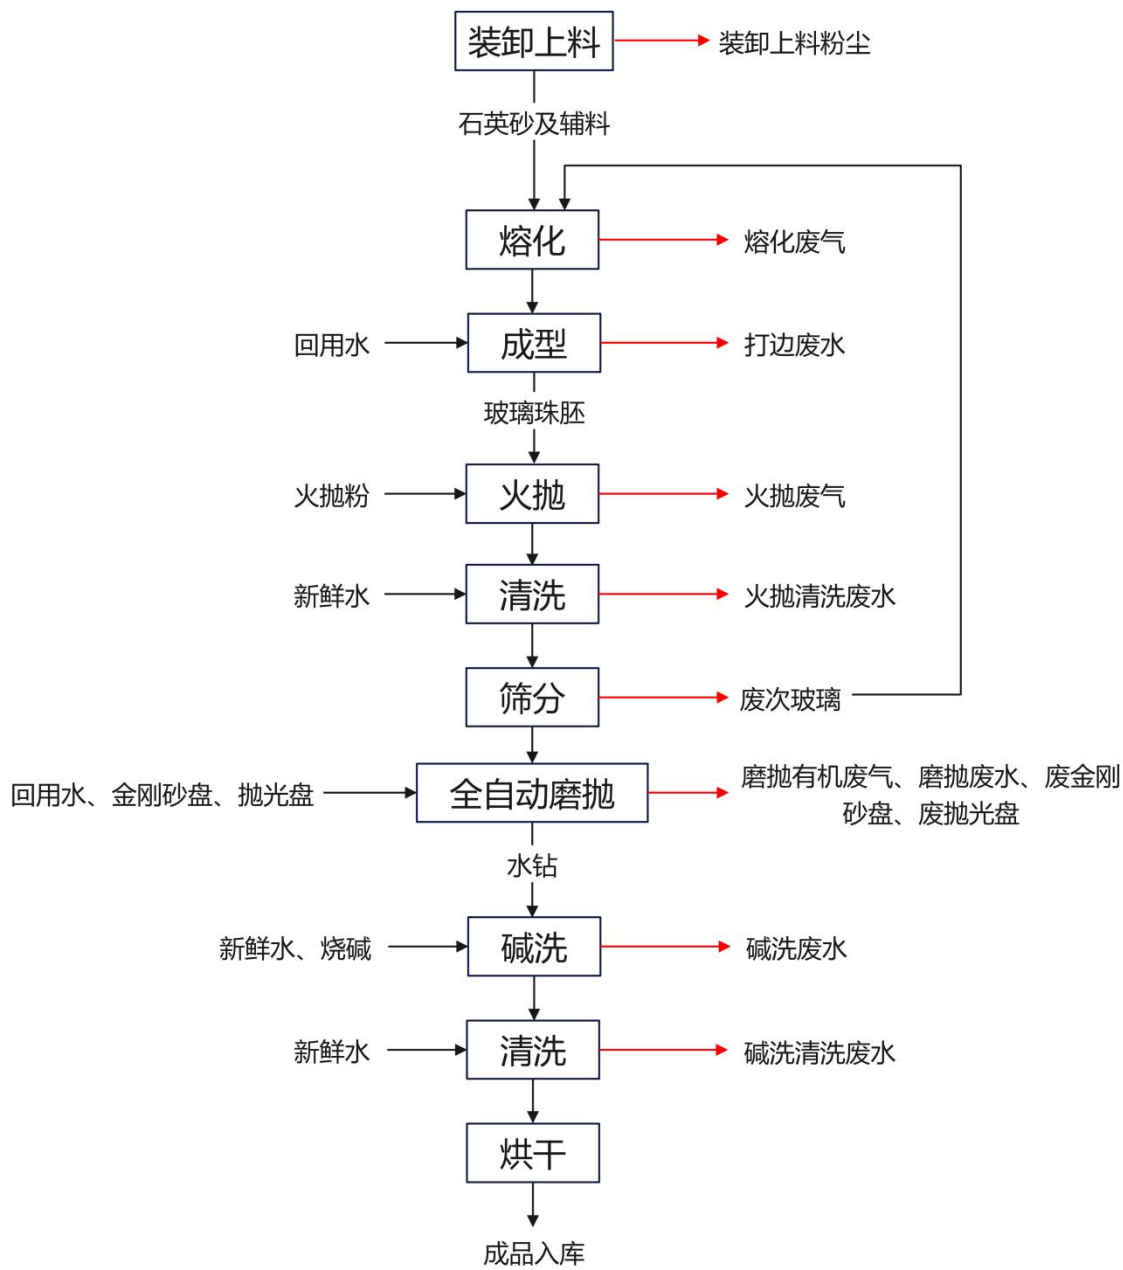 装卸上料
装卸上料粉尘
石英砂及辅料
熔化
熔化废气
回用水
成型
打边废水
玻璃珠胚
火抛粉
火抛
火抛废气
新鲜水
清洗
火抛清洗废水
筛分
废次玻璃
回用水、金刚砂盘、抛光盘
全自动磨抛
磨抛有机废气、磨抛废水、废金刚
砂盘、废抛光盘
水钻
新鲜水、烧碱
碱洗
碱洗废水
新鲜水
清洗
碱洗清洗废水
烘干
成品入库